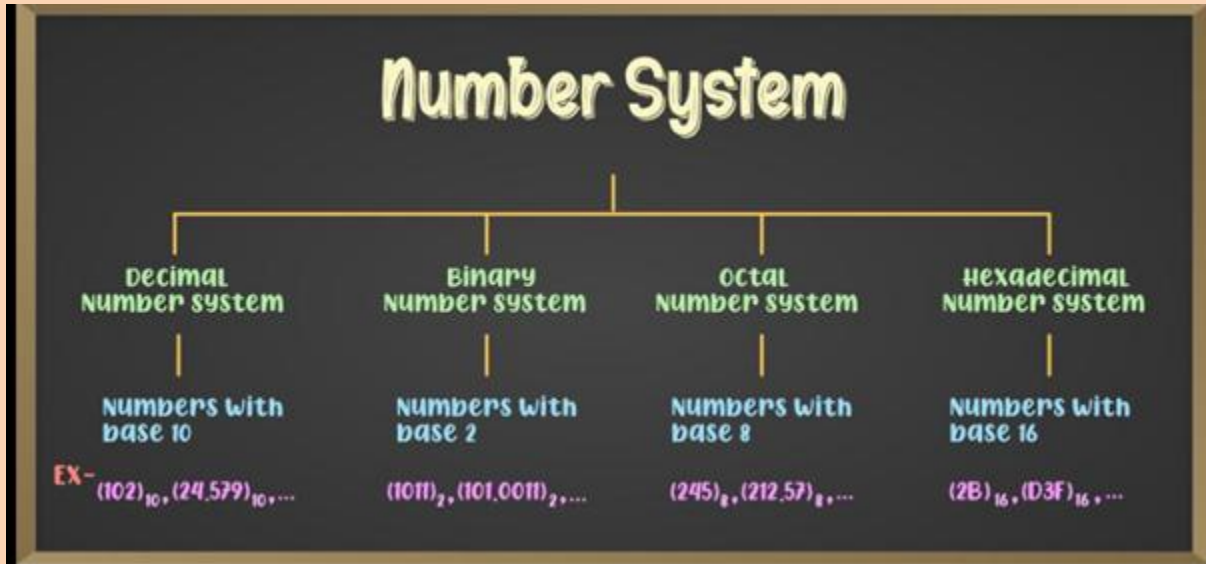 Number System
Decimal
Number system
Binary
Number system
Octal
Number system
Hexadecimal
Number system
Numbers with
base 10
Numbers with
base 2
Numbers with
base 8
Numbers with
base 16
EX- (102)₁₀, (24.579)₁₀, ...
(1011)₂, (101.0011)₂, ...
(245)₈, (212.57)₈, ...
(2B)₁₆, (D3F)₁₆, ...